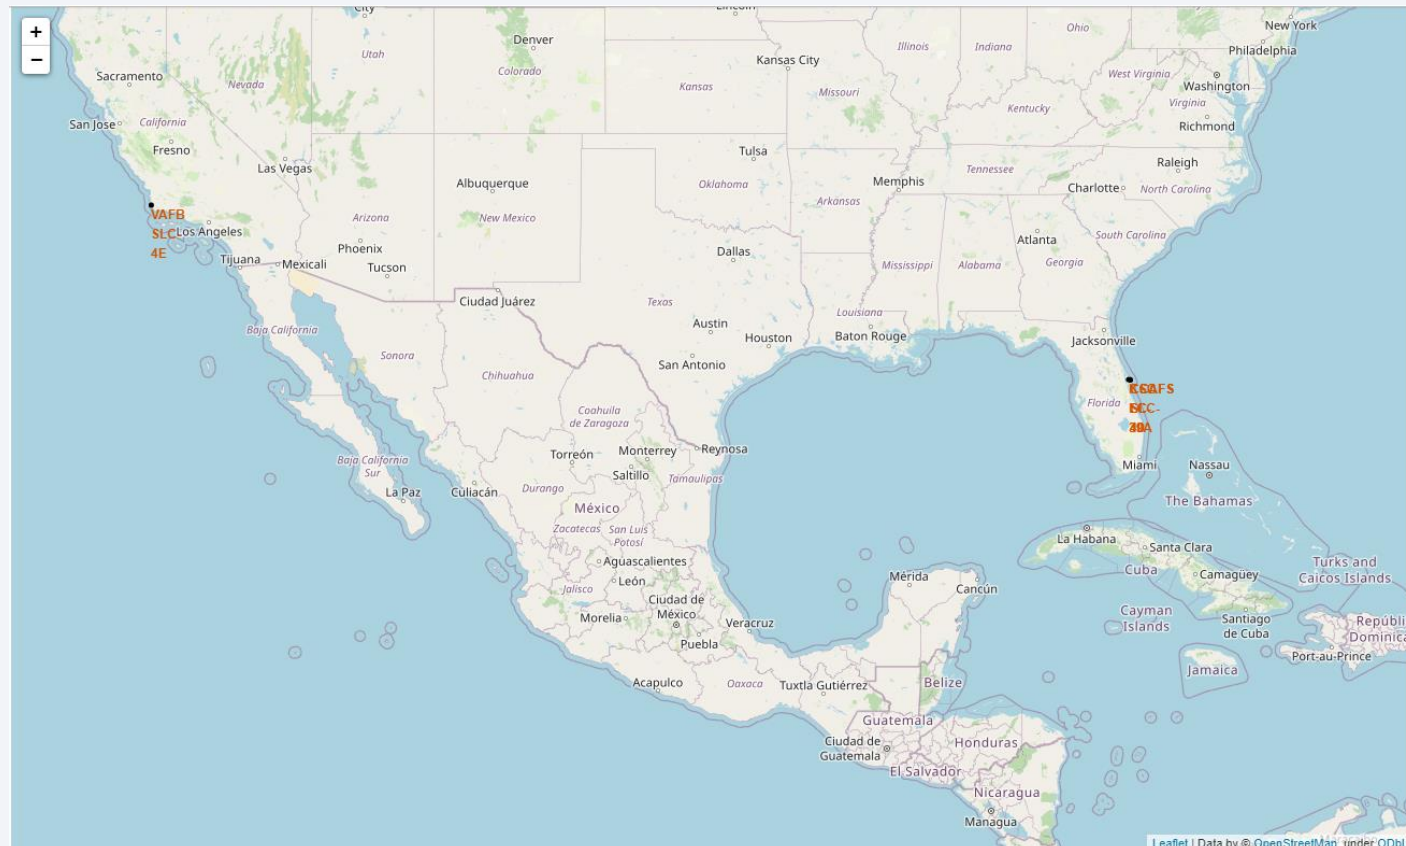 +
−
City
Lincoln
Ohio
New York
Denver
Utah
Colorado
Kansas City
Illinois
Indiana
Philadelphia
Sacramento
Nevada
Kansas
Missouri
West Virginia
Washington
Virginia
Kentucky
San Jose
California
Richmond
Fresno
Las Vegas
Tulsa
Raleigh
Albuquerque
Oklahoma
Memphis
Tennessee
Charlotte
North Carolina
Arizona
New Mexico
Arkansas
VAFB
SLC-
4E
Los Angeles
Phoenix
Atlanta
South Carolina
Tijuana
Mexicali
Tucson
Dallas
Mississippi
Alabama
Georgia
Ciudad Juárez
Texas
Louisiana
Baja California
Austin
Houston
Baton Rouge
Jacksonville
Sonora
San Antonio
Chihuahua
Florida
Coahuila
de Zaragoza
Torreón
Monterrey
Reynosa
Baja California
Sur
Saltillo
Tamaulipas
Miami
Nassau
La Paz
Culiacán
Durango
The Bahamas
México
Zacatecas
San Luis
Potosí
La Habana
Santa Clara
Aguascalientes
Cuba
Camagüey
Turks and
Caicos Islands
León
Jalisco
Mérida
Cancún
Ciudad de
México
Cayman
Islands
Morelia
Veracruz
Santiago
de Cuba
Puebla
Port-au-Prince
Acapulco
Oaxaca
Tuxtla Gutiérrez
Belize
Jamaica
Guatemala
Ciudad de
Guatemala
Honduras
El Salvador
Nicaragua
Managua
Leaflet | Data by © OpenStreetMap, under ODbL